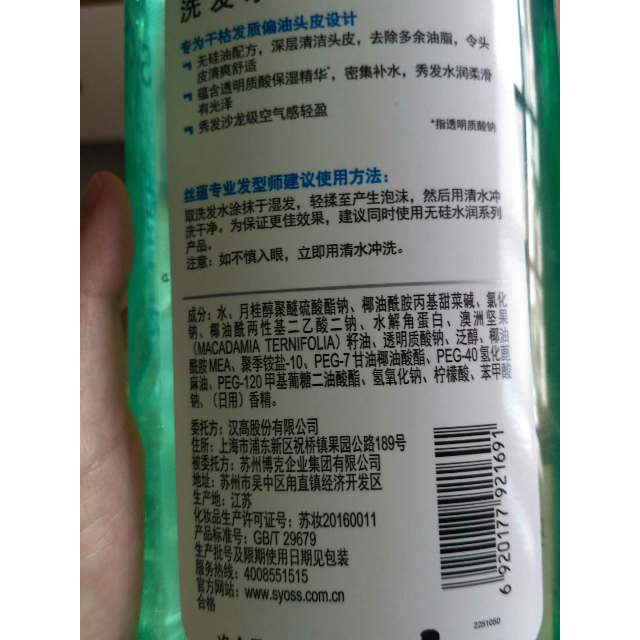 洗发
专为干枯发质偏油头皮设计
无硅油配方，深层清洁头皮，去除多余油脂，令头
皮清爽舒适
蕴含透明质酸保湿精华*，密集补水，秀发水润柔滑
有光泽
秀发沙龙级空气感轻盈
*指透明质酸钠
丝蕴专业发型师建议使用方法：
取洗发水涂抹于湿发，轻揉至产生泡沫，然后用清水冲
洗干净。为保证更佳效果，建议同时使用无硅水润系列
产品。
注意：如不慎入眼，立即用清水冲洗。
成分：水、月桂醇聚醚硫酸酯钠、椰油酰胺丙基甜菜碱、氯化
钠、椰油酰两性基二乙酸二钠、水解角蛋白、澳洲坚果
（MACADAMIA TERNIFOLIA）籽油、透明质酸钠、泛醇、椰油
酰胺MEA、聚季铵盐-10、PEG-7甘油椰油酸酯、PEG-40氢化蓖
麻油、PEG-120甲基葡糖二油酸酯、氢氧化钠、柠檬酸、苯甲酸
钠、（日用）香精。
委托方：汉高股份有限公司
住所：上海市浦东新区祝桥镇果园公路189号
被委托方：苏州博克企业集团有限公司
地址：苏州市吴中区甪直镇经济开发区
生产地：江苏
化妆品生产许可证号：苏妆20160011
产品标准号：GB/T 29679
生产批号及限期使用日期见包装
服务热线：4008551515
官方网站：www.syoss.com.cn
合格
6 920177 921691
2251050